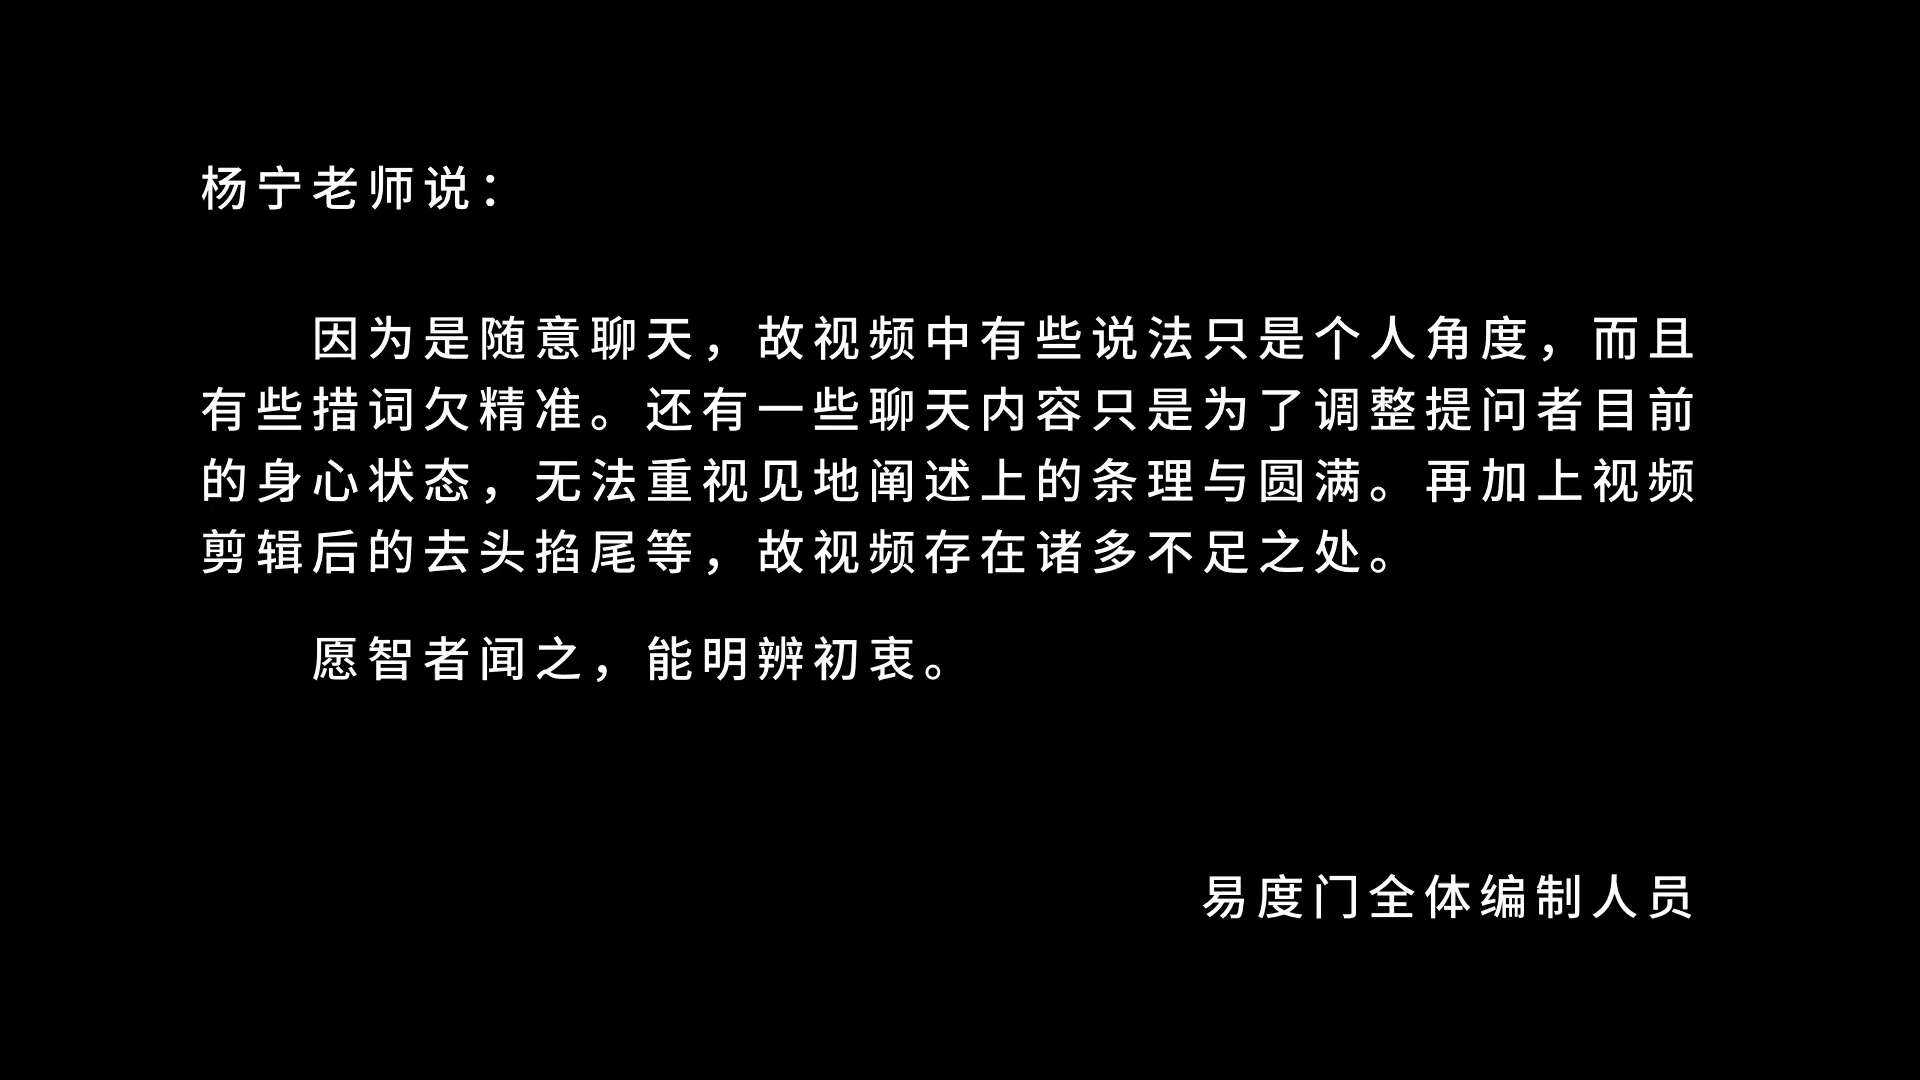 杨宁老师说：
因为是随意聊天，故视频中有些说法只是个人角度，而且
有些措词欠精准。还有一些聊天内容只是为了调整提问者目前
的身心状态，无法重视见地阐述上的条理与圆满。再加上视频
剪辑后的去头掐尾等，故视频存在诸多不足之处。
愿智者闻之，能明辨初衷。
易度门全体编制人员